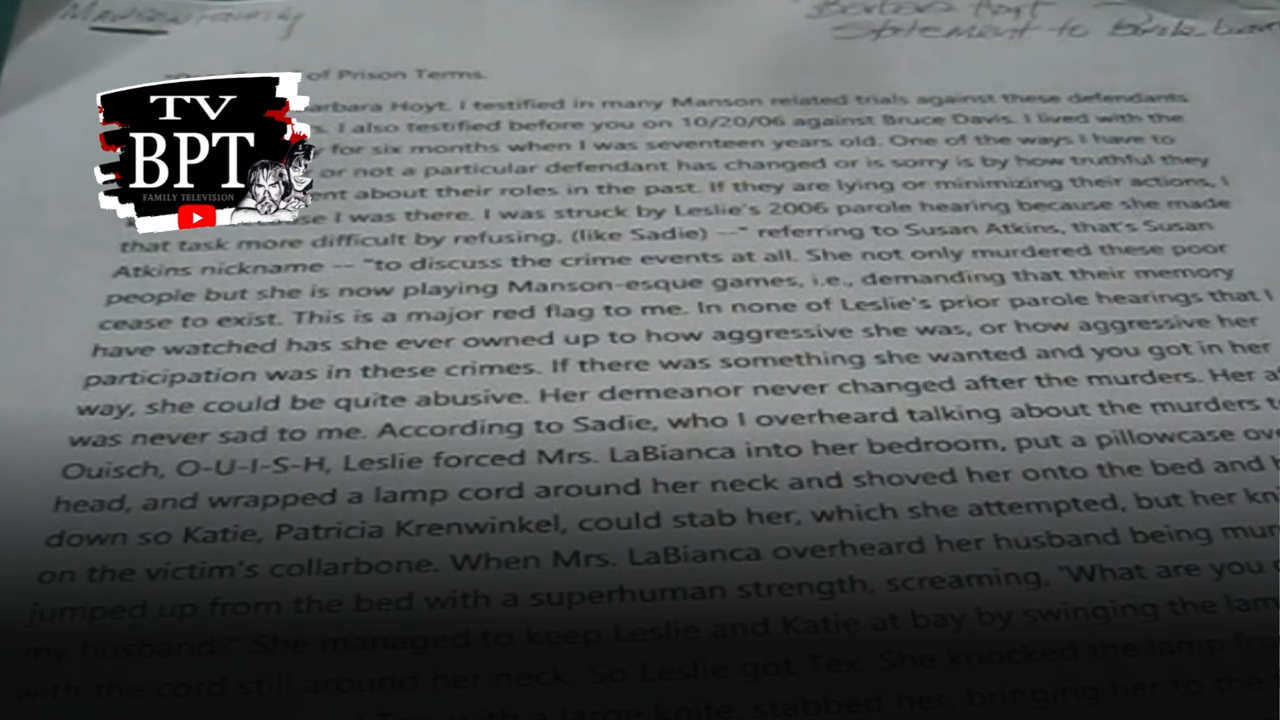 Manson Family
Barbara Hoyt
Statement to Parole Board
of Prison Terms.
arbara Hoyt. I testified in many Manson related trials against these defendants
s. I also testified before you on 10/20/06 against Bruce Davis. I lived with the
for six months when I was seventeen years old. One of the ways I have to
or not a particular defendant has changed or is sorry is by how truthful they
nt about their roles in the past. If they are lying or minimizing their actions, I
se I was there. I was struck by Leslie's 2006 parole hearing because she made
that task more difficult by refusing, (like Sadie) --" referring to Susan Atkins, that's Susan
Atkins nickname -- "to discuss the crime events at all. She not only murdered these poor
people but she is now playing Manson-esque games, i.e., demanding that their memory
cease to exist. This is a major red flag to me. In none of Leslie's prior parole hearings that I
have watched has she ever owned up to how aggressive she was, or how aggressive her
participation was in these crimes. If there was something she wanted and you got in her
way, she could be quite abusive. Her demeanor never changed after the murders. Her a
was never sad to me. According to Sadie, who I overheard talking about the murders t
Ouisch, O-U-I-S-H, Leslie forced Mrs. LaBianca into her bedroom, put a pillowcase ov
head, and wrapped a lamp cord around her neck and shoved her onto the bed and h
down so Katie, Patricia Krenwinkel, could stab her, which she attempted, but her kn
on the victim's collarbone. When Mrs. LaBianca overheard her husband being mur
jumped up from the bed with a superhuman strength, screaming, 'What are you
my husband?' She managed to keep Leslie and Katie at bay by swinging the lam
with the cord still around her neck. So Leslie got Tex. She knocked the lamp fro
with a large knife, stabbed her, bringing her to the
TV
BPT
FAMILY TELEVISION